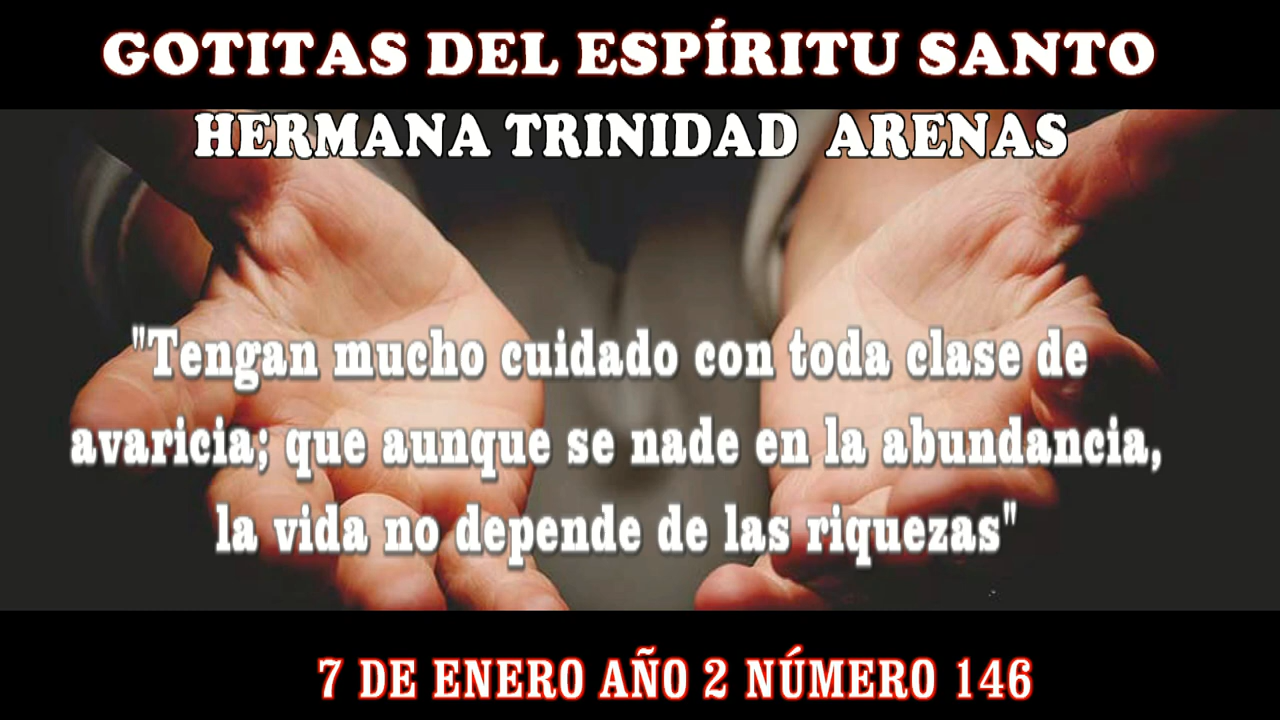 GOTITAS DEL ESPÍRITU SANTO
HERMANA TRINIDAD ARENAS
"Tengan mucho cuidado con toda clase de
avaricia; que aunque se nade en la abundancia,
la vida no depende de las riquezas"
7 DE ENERO AÑO 2 NÚMERO 146